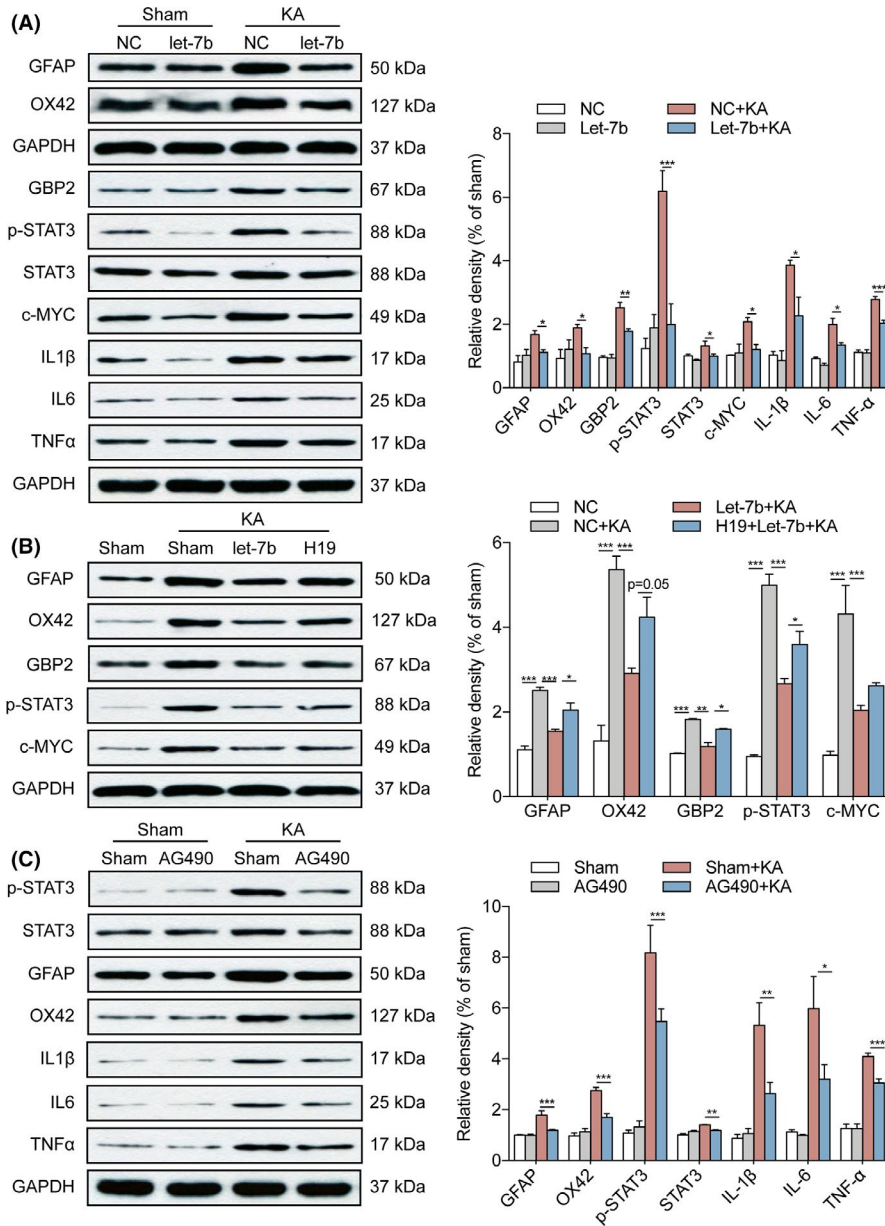 (A)
Sham KA
NC let-7b NC let-7b
GFAP 50 kDa
OX42 127 kDa
GAPDH 37 kDa
GBP2 67 kDa
p-STAT3 88 kDa
STAT3 88 kDa
c-MYC 49 kDa
IL1β 17 kDa
IL6 25 kDa
TNFα 17 kDa
GAPDH 37 kDa
NC NC+KA
Let-7b Let-7b+KA
Relative density (% of sham)
8
6
4
2
0
*
*
**
***
*
*
*
*
***
GFAP OX42 GBP2 p-STAT3 STAT3 c-MYC IL-1β IL-6 TNF-α
(B)
KA
Sham Sham let-7b H19
GFAP 50 kDa
OX42 127 kDa
GBP2 67 kDa
p-STAT3 88 kDa
c-MYC 49 kDa
GAPDH 37 kDa
NC Let-7b+KA
NC+KA H19+Let-7b+KA
Relative density (% of sham)
6
4
2
0
*** *** *
*** *** p=0.05
*** ** *
*** *** *
*** ***
GFAP OX42 GBP2 p-STAT3 c-MYC
(C)
Sham KA
Sham AG490 Sham AG490
p-STAT3 88 kDa
STAT3 88 kDa
GFAP 50 kDa
OX42 127 kDa
IL1β 17 kDa
IL6 25 kDa
TNFα 17 kDa
GAPDH 37 kDa
Sham Sham+KA
AG490 AG490+KA
Relative density (% of sham)
10
8
6
4
2
0
***
***
***
**
**
*
***
GFAP OX42 p-STAT3 STAT3 IL-1β IL-6 TNF-α